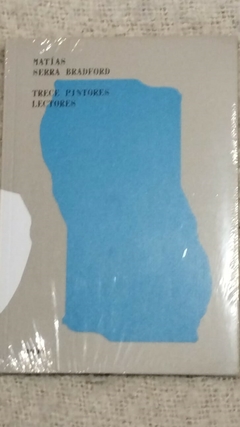 MATÍAS
SERRA BRADFORD
TRECE PINTORES
LECTORES